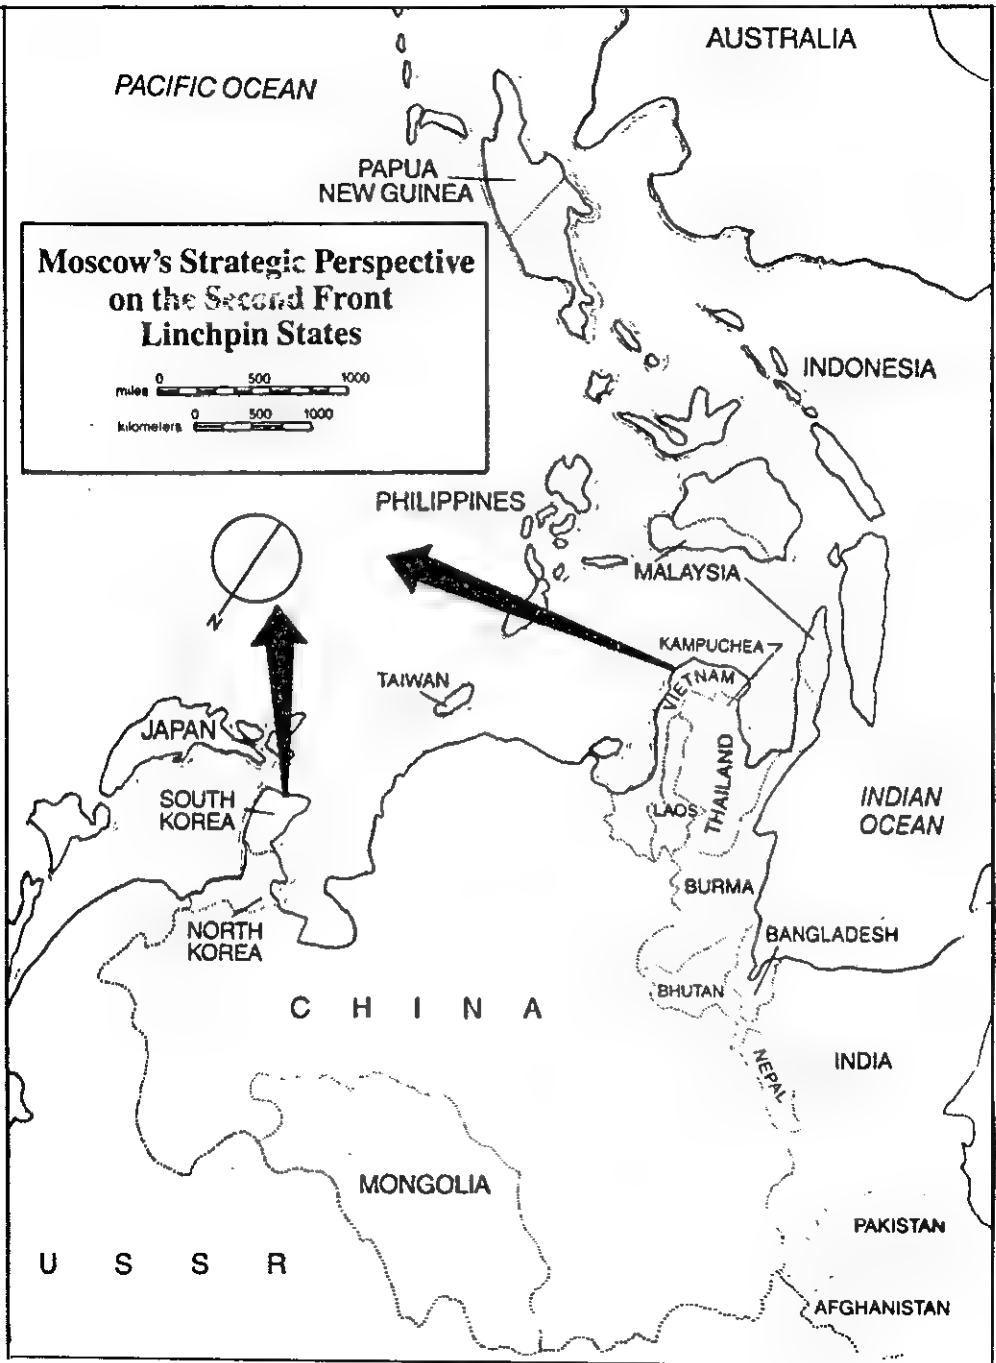 AUSTRALIA
PACIFIC OCEAN
PAPUA
NEW GUINEA
Moscow's Strategic Perspective
on the Second Front
Linchpin States
miles 0 500 1000
kilometers 0 500 1000
INDONESIA
PHILIPPINES
MALAYSIA
N
KAMPUCHEA
VIETNAM
TAIWAN
JAPAN
SOUTH
KOREA
LAOS
THAILAND
INDIAN
OCEAN
BURMA
NORTH
KOREA
BANGLADESH
BHUTAN
CHINA
NEPAL
INDIA
MONGOLIA
PAKISTAN
USSR
AFGHANISTAN